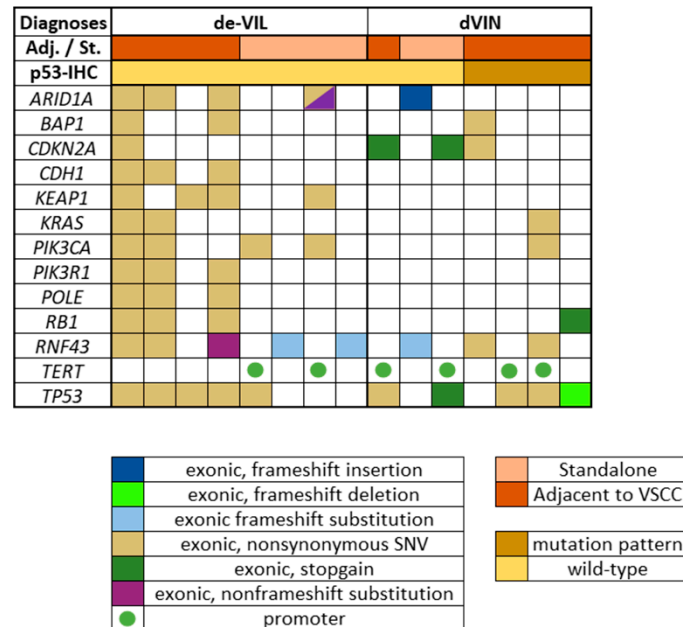 Diagnoses de-VIL dVIN
Adj. / St.
p53-IHC
ARID1A
BAP1
CDKN2A
CDH1
KEAP1
KRAS
PIK3CA
PIK3R1
POLE
RB1
RNF43
TERT
TP53
exonic, frameshift insertion Standalone
exonic, frameshift deletion Adjacent to VSCC
exonic frameshift substitution
exonic, nonsynonymous SNV mutation pattern
exonic, stopgain wild-type
exonic, nonframeshift substitution
promoter